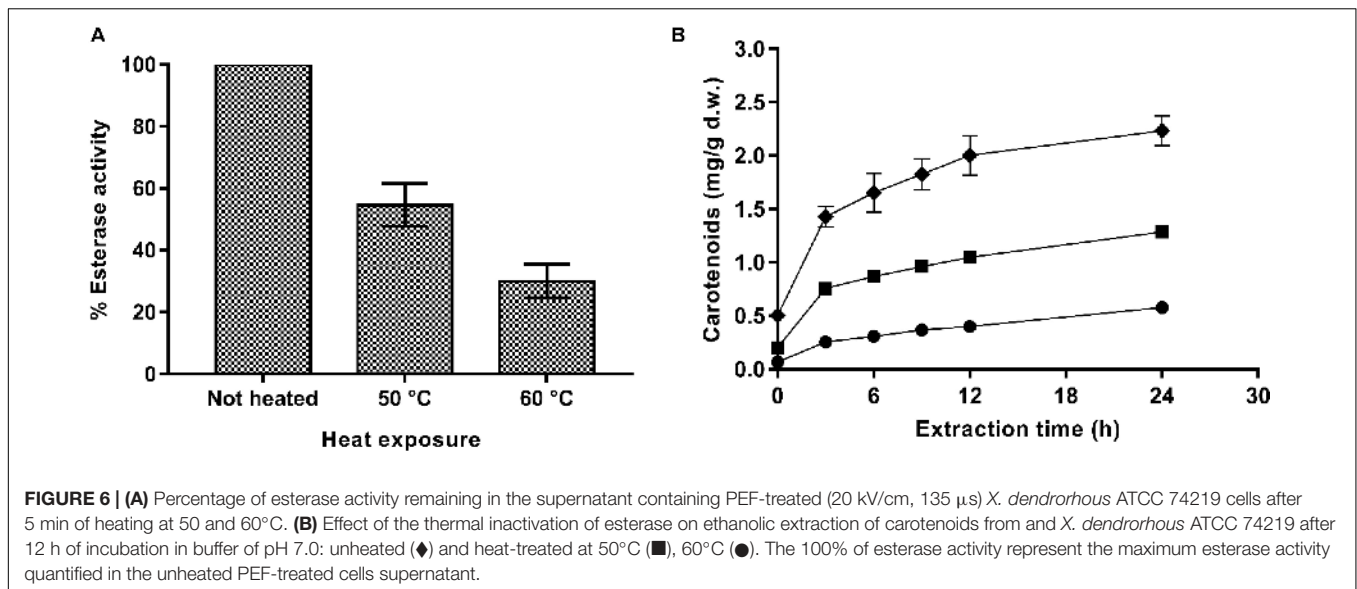 A
100
80
60
40
20
0
% Esterase activity
Not heated 50 °C 60 °C
Heat exposure
B
3.0
2.5
2.0
1.5
1.0
0.5
0.0
Carotenoids (mg/g d.w.)
0 6 12 18 24 30
Extraction time (h)
FIGURE 6 | (A) Percentage of esterase activity remaining in the supernatant containing PEF-treated (20 kV/cm, 135 μs) X. dendrorhous ATCC 74219 cells after
5 min of heating at 50 and 60°C. (B) Effect of the thermal inactivation of esterase on ethanolic extraction of carotenoids from and X. dendrorhous ATCC 74219 after
12 h of incubation in buffer of pH 7.0: unheated (♦) and heat-treated at 50°C (■), 60°C (●). The 100% of esterase activity represent the maximum esterase activity
quantified in the unheated PEF-treated cells supernatant.